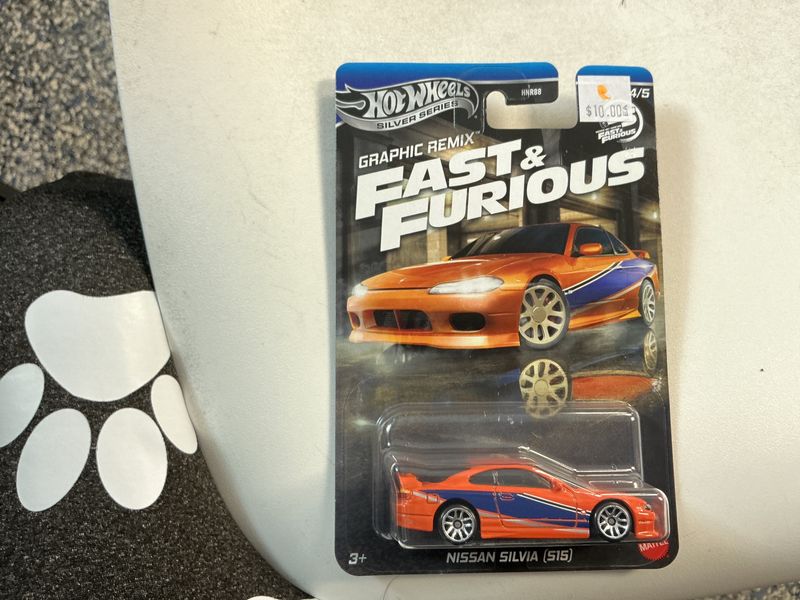 HOT WHEELS
SILVER SERIES
HNR88
4/5
$10.00
FAST & FURIOUS
GRAPHIC REMIX
FAST &
FURIOUS
3+
NISSAN SILVIA (S15)
MATTEL